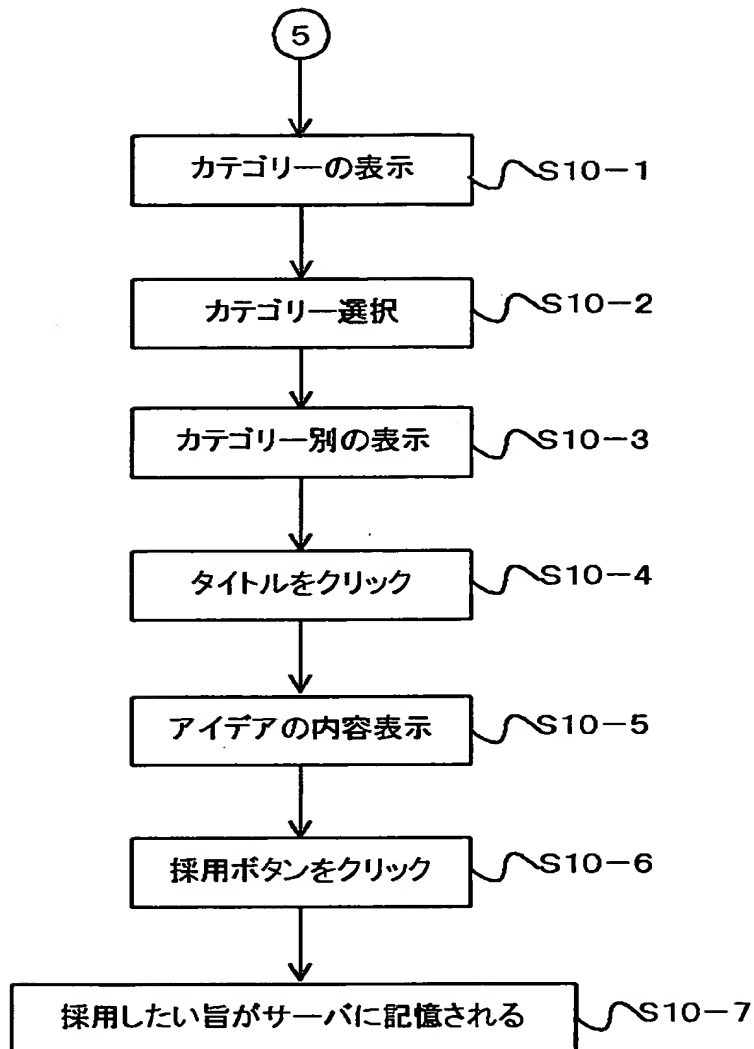 5
カテゴリーの表示 S10-1
カテゴリー選択 S10-2
カテゴリー別の表示 S10-3
タイトルをクリック S10-4
アイデアの内容表示 S10-5
採用ボタンをクリック S10-6
採用したい旨がサーバに記憶される S10-7